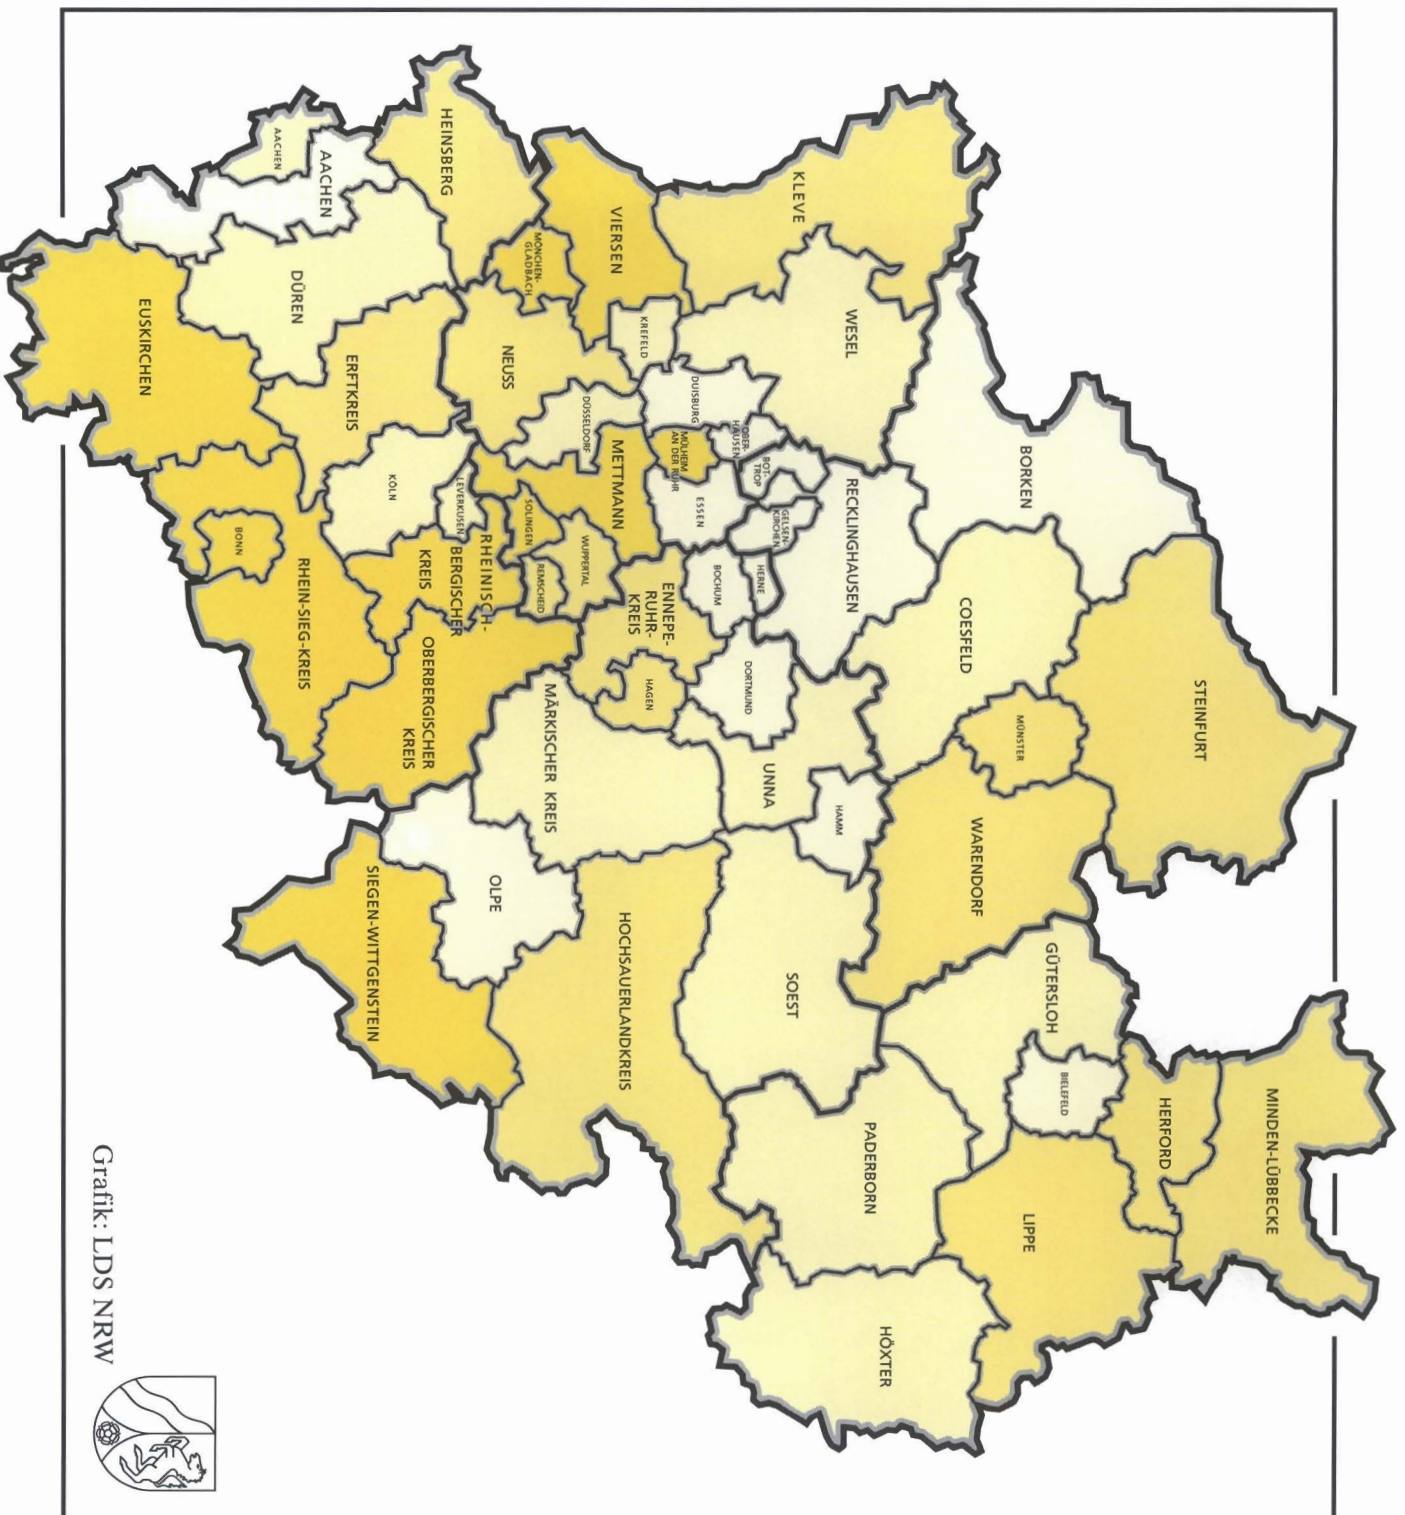 MINDEN-LÜBBECKE
STEINFURT
HERFORD
BORKEN
MÜNSTER
GÜTERSLOH
BIELEFELD
LIPPE
COESFELD
WARENDORF
KLEVE
WESEL
RECKLINGHAUSEN
HAMM
PADERBORN
HÖXTER
BOT-
TROP
GELSEN-
KIRCHEN
HERNE
DORTMUND
UNNA
SOEST
OBER-
HAUSEN
DUISBURG
MÜLHEIM
AN DER RUHR
ESSEN
BOCHUM
KREFELD
VIERSEN
METTMANN
ENNEPE-
RUHR-
KREIS
HAGEN
HOCHSAUERLANDKREIS
DÜSSELDORF
WUPPERTAL
MÖNCHEN-
GLADBACH
NEUSS
SOLINGEN
REMSCHEID
MÄRKISCHER KREIS
HEINSBERG
LEVERKUSEN
RHEINISCH-
BERGISCHER
KREIS
OBERBERGISCHER
KREIS
OLPE
ERFTKREIS
KÖLN
SIEGEN-WITTGENSTEIN
AACHEN
AACHEN
DÜREN
RHEIN-SIEG-KREIS
BONN
EUSKIRCHEN
Grafik: LDS NRW